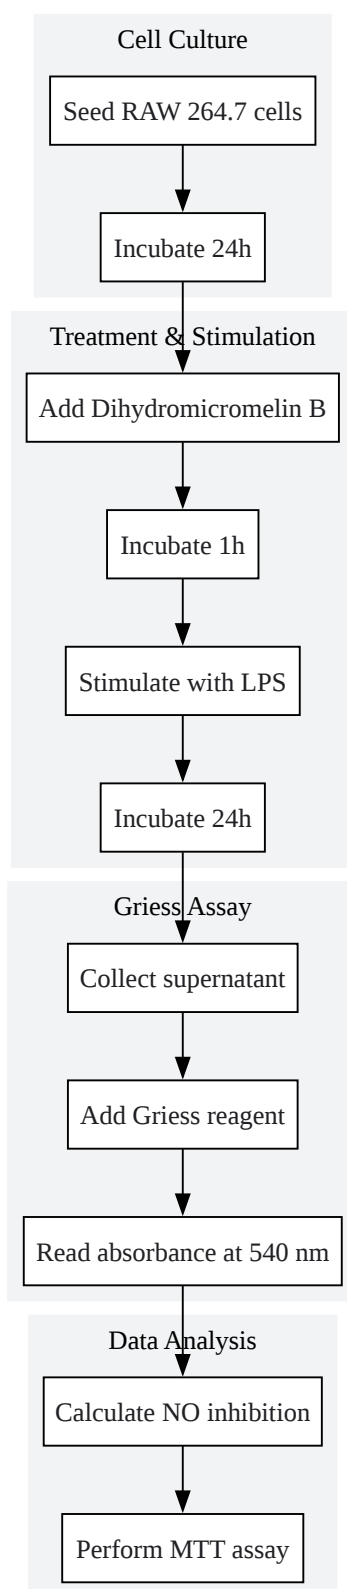 Cell Culture
Seed RAW 264.7 cells
Incubate 24h
Treatment & Stimulation
Add Dihydromicromelin B
Incubate 1h
Stimulate with LPS
Incubate 24h
Griess Assay
Collect supernatant
Add Griess reagent
Read absorbance at 540 nm
Data Analysis
Calculate NO inhibition
Perform MTT assay